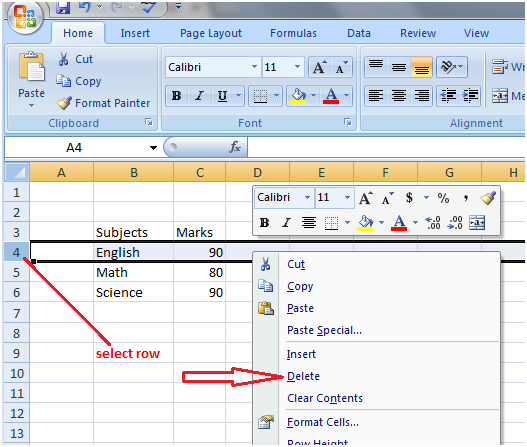 Home Insert Page Layout Formulas Data Review View
Cut
Copy
Paste Format Painter
Calibri 11 A A
B I U A
Clipboard Font Alignment
A4 fx
A B C D E F G H
1
2
3 Subjects Marks
4 English 90
5 Math 80
6 Science 90
7
8
9 select row
10
11
12
13
Calibri 11 A A $ % ,
B I A .00 .0
Cut
Copy
Paste
Paste Special...
Insert
Delete
Clear Contents
Format Cells...